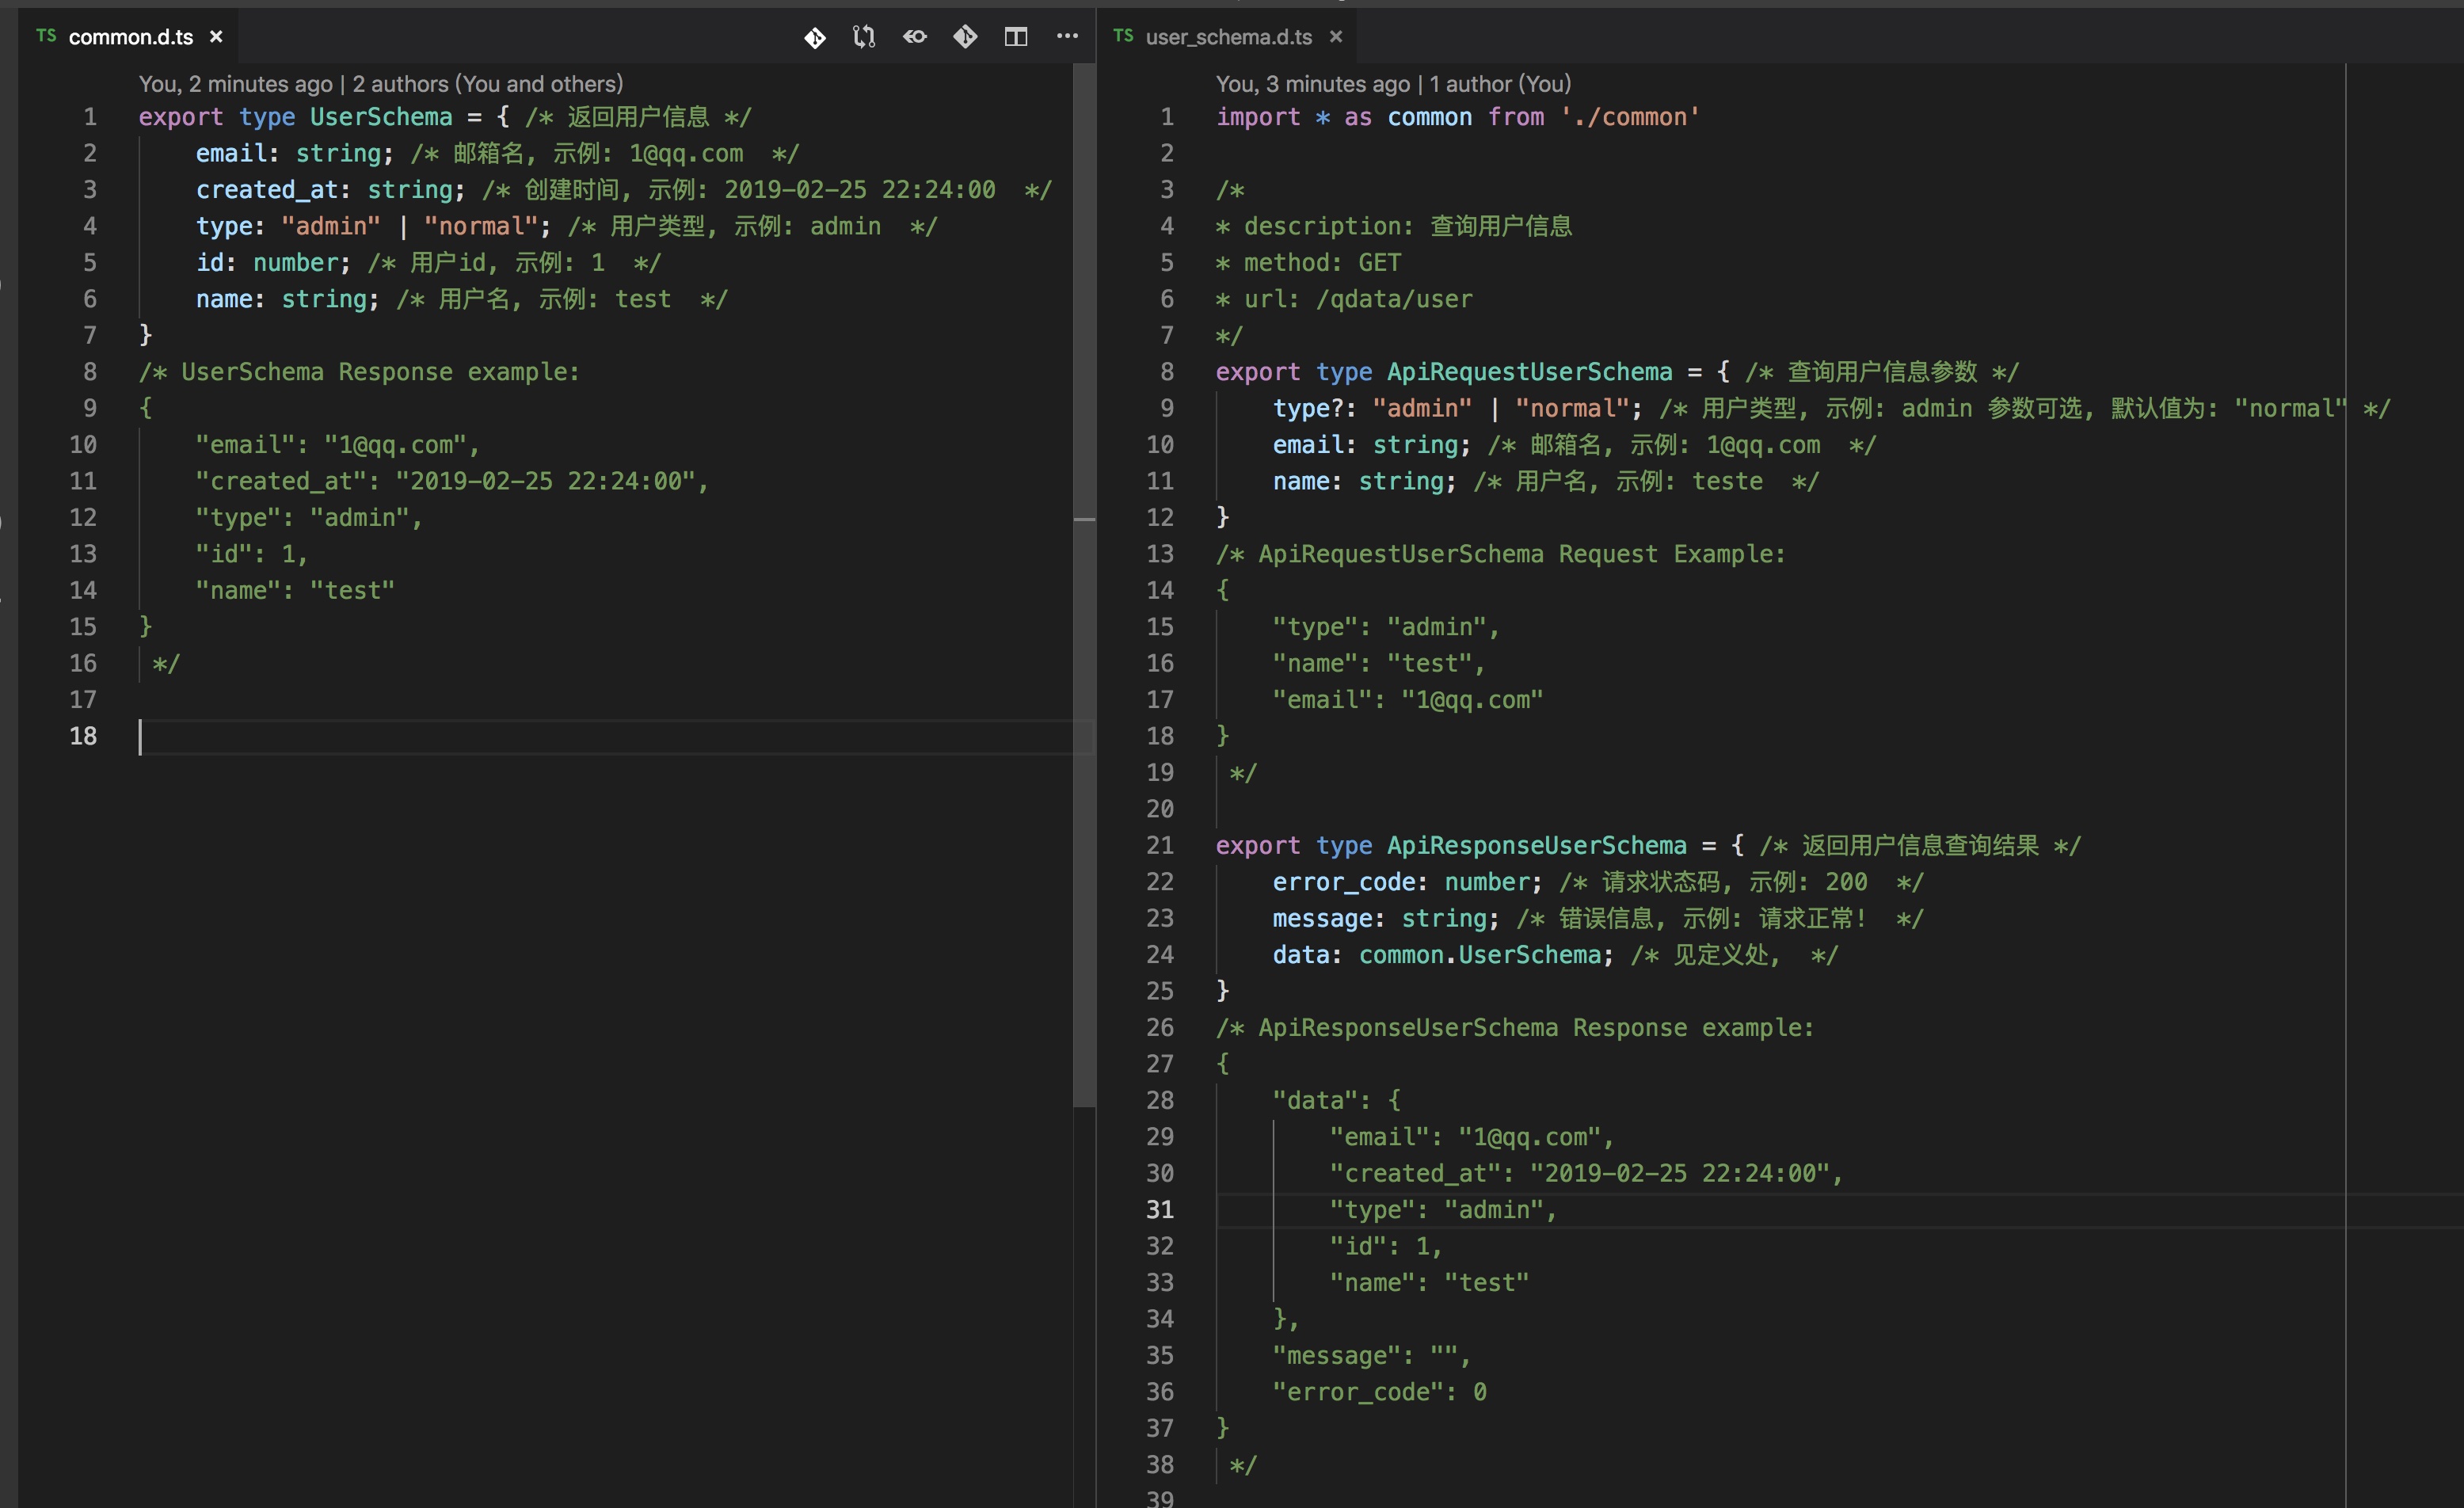 TS common.d.ts ×
You, 2 minutes ago | 2 authors (You and others)
1 export type UserSchema = { /* 返回用户信息 */
2     email: string; /* 邮箱名, 示例: 1@qq.com  */
3     created_at: string; /* 创建时间, 示例: 2019-02-25 22:24:00  */
4     type: "admin" | "normal"; /* 用户类型, 示例: admin  */
5     id: number; /* 用户id, 示例: 1  */
6     name: string; /* 用户名, 示例: test  */
7 }
8 /* UserSchema Response example:
9 {
10     "email": "1@qq.com",
11     "created_at": "2019-02-25 22:24:00",
12     "type": "admin",
13     "id": 1,
14     "name": "test"
15 }
16  */
17
18
TS user_schema.d.ts ×
You, 3 minutes ago | 1 author (You)
1 import * as common from './common'
2
3 /*
4 * description: 查询用户信息
5 * method: GET
6 * url: /qdata/user
7 */
8 export type ApiRequestUserSchema = { /* 查询用户信息参数 */
9     type?: "admin" | "normal"; /* 用户类型, 示例: admin 参数可选, 默认值为: "normal" */
10     email: string; /* 邮箱名, 示例: 1@qq.com  */
11     name: string; /* 用户名, 示例: teste  */
12 }
13 /* ApiRequestUserSchema Request Example:
14 {
15     "type": "admin",
16     "name": "test",
17     "email": "1@qq.com"
18 }
19  */
20
21 export type ApiResponseUserSchema = { /* 返回用户信息查询结果 */
22     error_code: number; /* 请求状态码, 示例: 200  */
23     message: string; /* 错误信息, 示例: 请求正常!  */
24     data: common.UserSchema; /* 见定义处,  */
25 }
26 /* ApiResponseUserSchema Response example:
27 {
28     "data": {
29         "email": "1@qq.com",
30         "created_at": "2019-02-25 22:24:00",
31         "type": "admin",
32         "id": 1,
33         "name": "test"
34     },
35     "message": "",
36     "error_code": 0
37 }
38  */
39